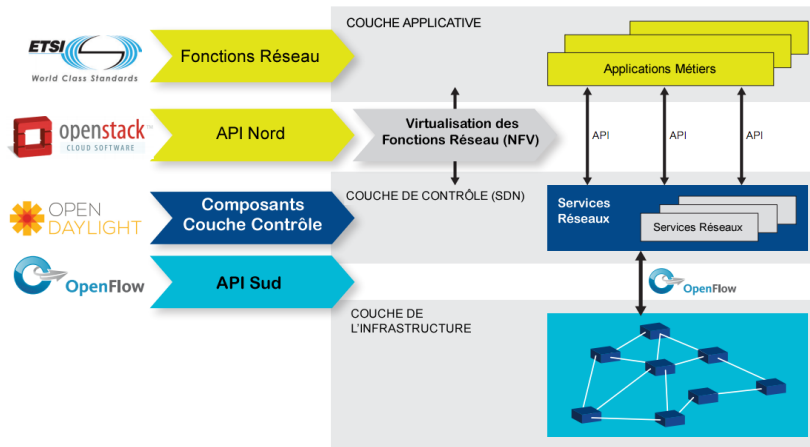 COUCHE APPLICATIVE
ETSI
World Class Standards
Fonctions Réseau
Applications Métiers
openstack™
CLOUD SOFTWARE
API Nord
Virtualisation des
Fonctions Réseau (NFV)
API
API
API
OPEN
DAYLIGHT
Composants
Couche Contrôle
COUCHE DE CONTRÔLE (SDN)
Services
Réseaux
Services Réseaux
OpenFlow
API Sud
OpenFlow
COUCHE DE
L'INFRASTRUCTURE